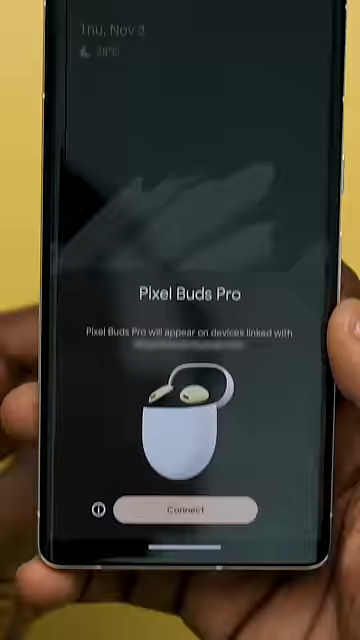 Thu, Nov 3
28°C
Pixel Buds Pro
Pixel Buds Pro will appear on devices linked with
Connect